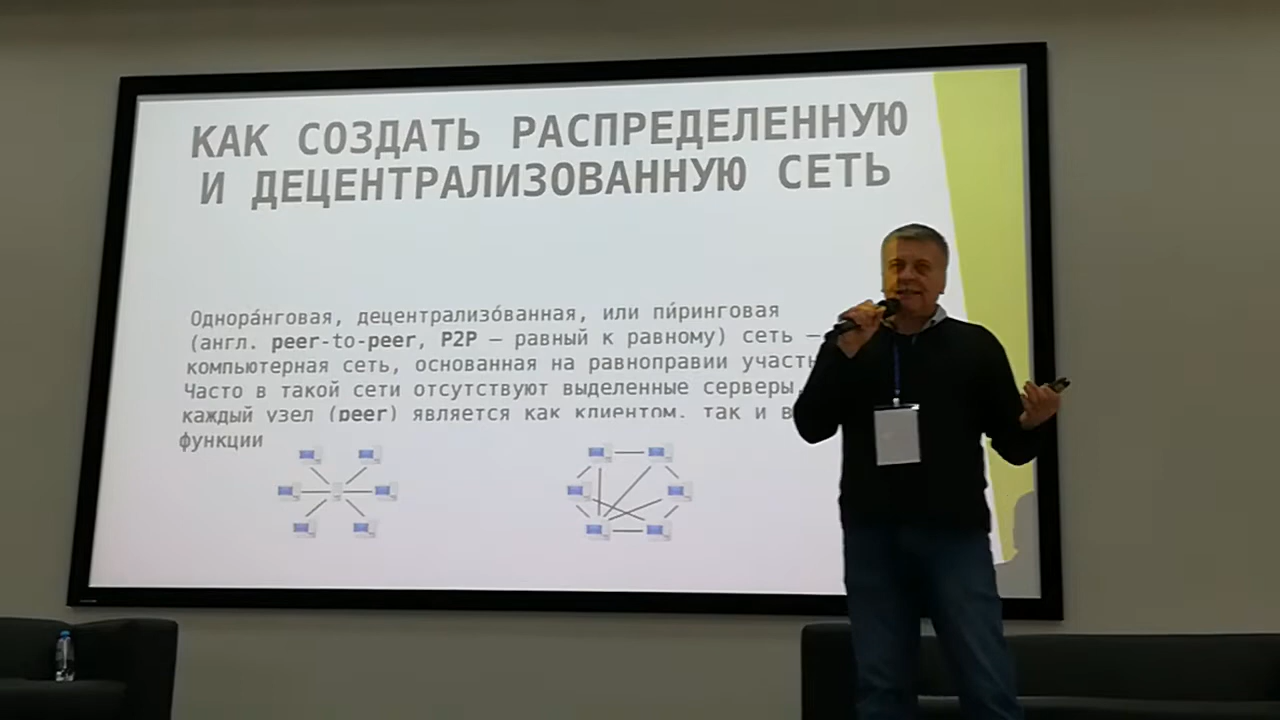 КАК СОЗДАТЬ РАСПРЕДЕЛЕННУЮ
И ДЕЦЕНТРАЛИЗОВАННУЮ СЕТЬ
Однора́нговая, децентрализо́ванная, или пи́ринговая
(англ. peer-to-peer, P2P — равный к равному) сеть —
компьютерная сеть, основанная на равноправии
Часто в такой сети отсутствуют выделенные серверы,
каждый узел (peer) является как клиентом, так и
функции